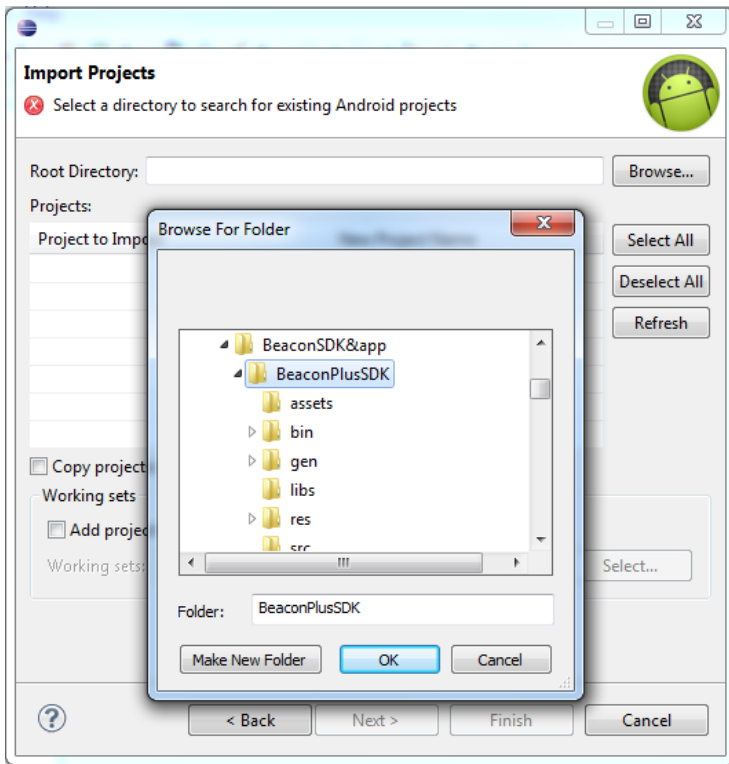 Import Projects
Select a directory to search for existing Android projects
Root Directory:
Browse...
Projects:
Project to Impo
Select All
Deselect All
Refresh
Copy project
Working sets
Add projec
Working sets:
Select...
Browse For Folder
BeaconSDK&app
BeaconPlusSDK
assets
bin
gen
libs
res
src
Folder: BeaconPlusSDK
Make New Folder OK Cancel
< Back Next > Finish Cancel